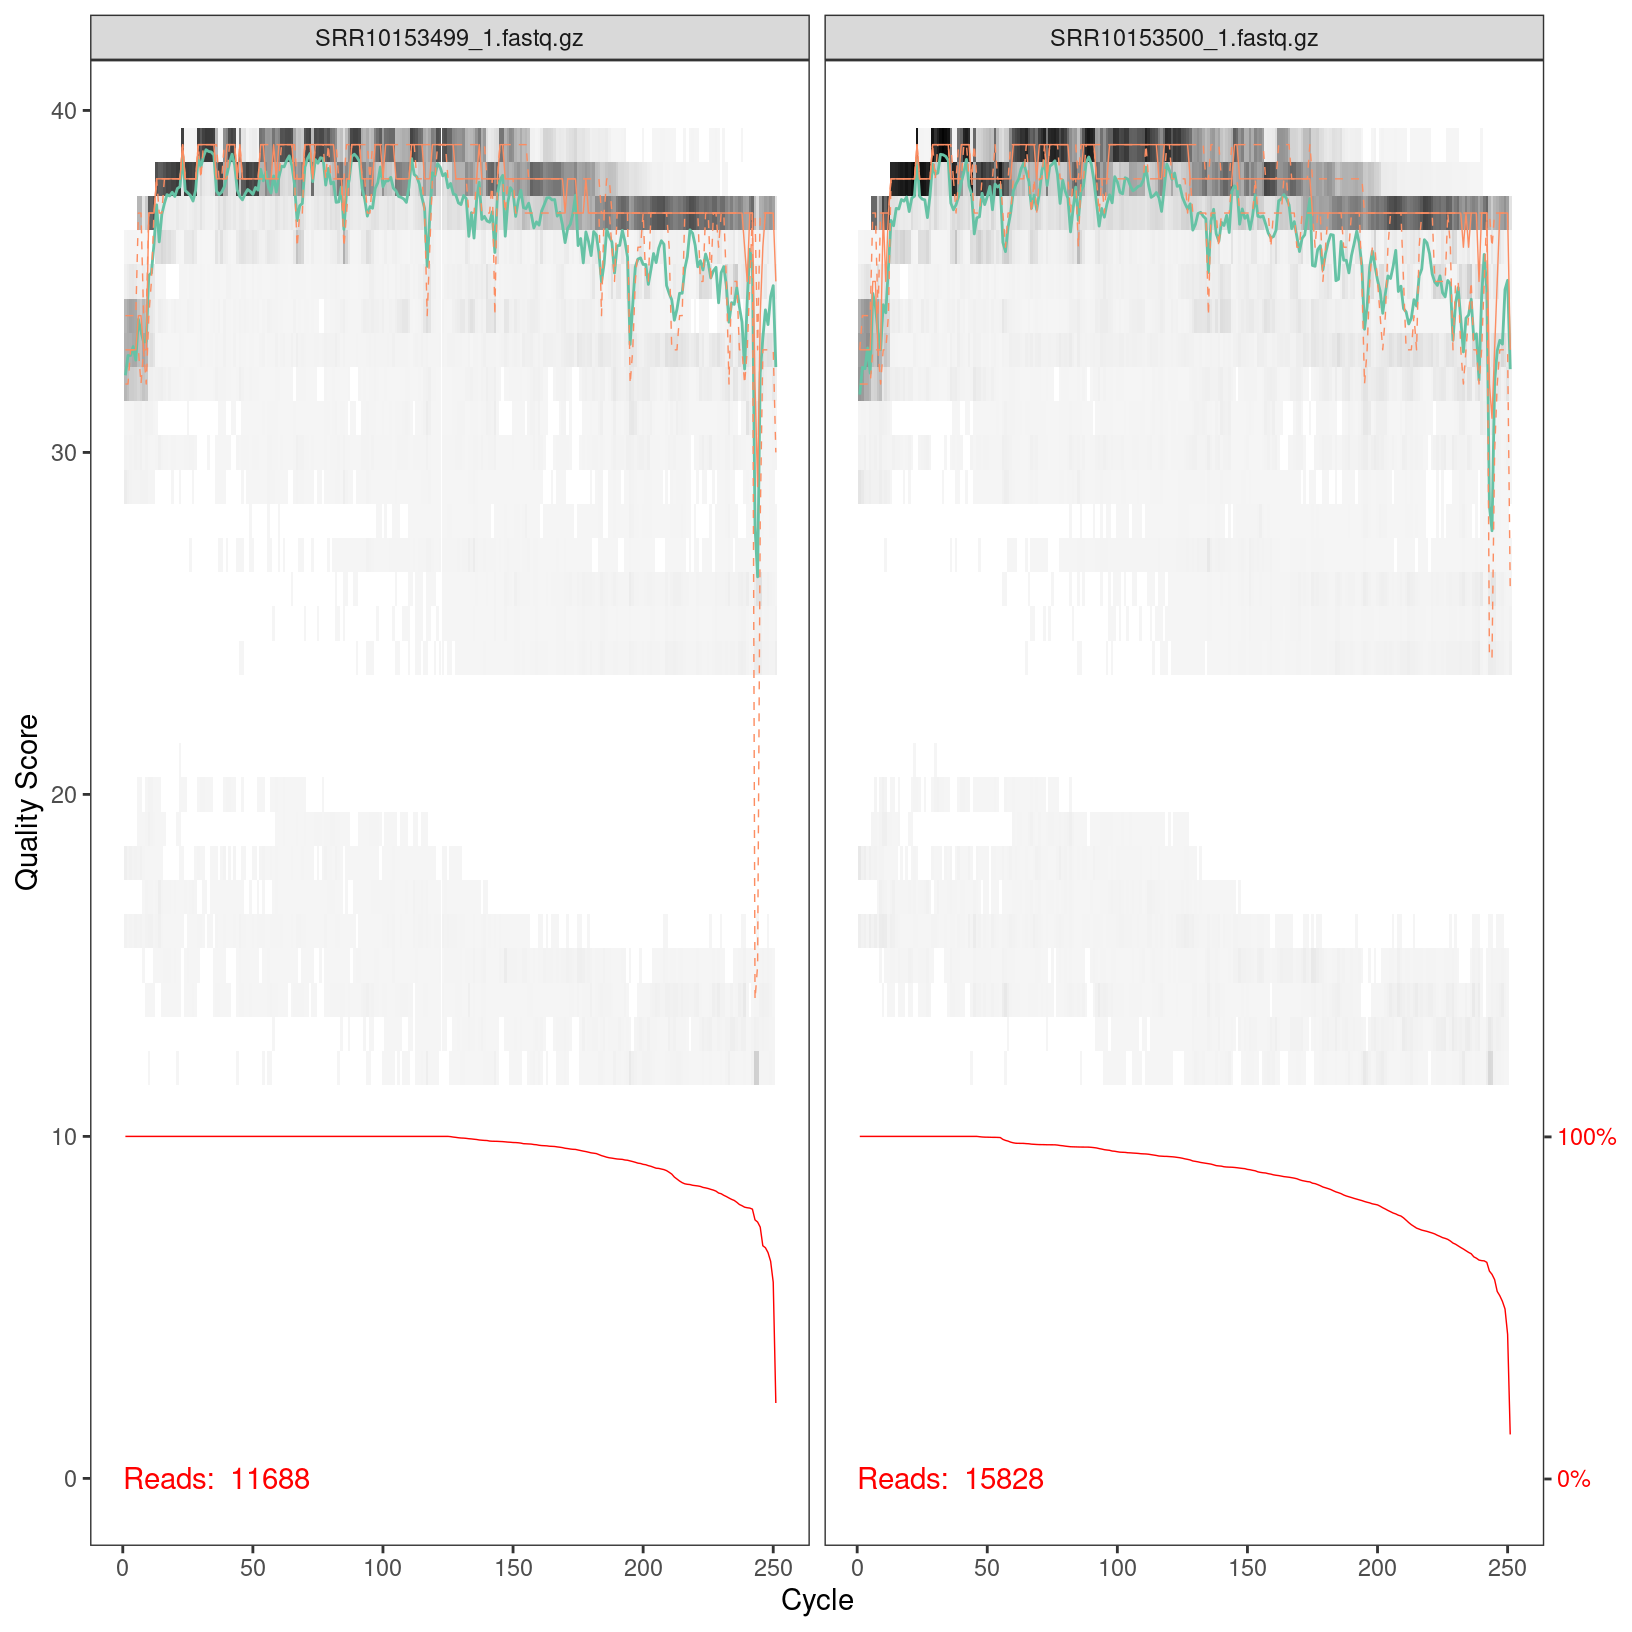 SRR10153499_1.fastq.gz
SRR10153500_1.fastq.gz
40
30
20
10
0
Quality Score
100%
0%
Reads: 11688
Reads: 15828
0 50 100 150 200 250
0 50 100 150 200 250
Cycle